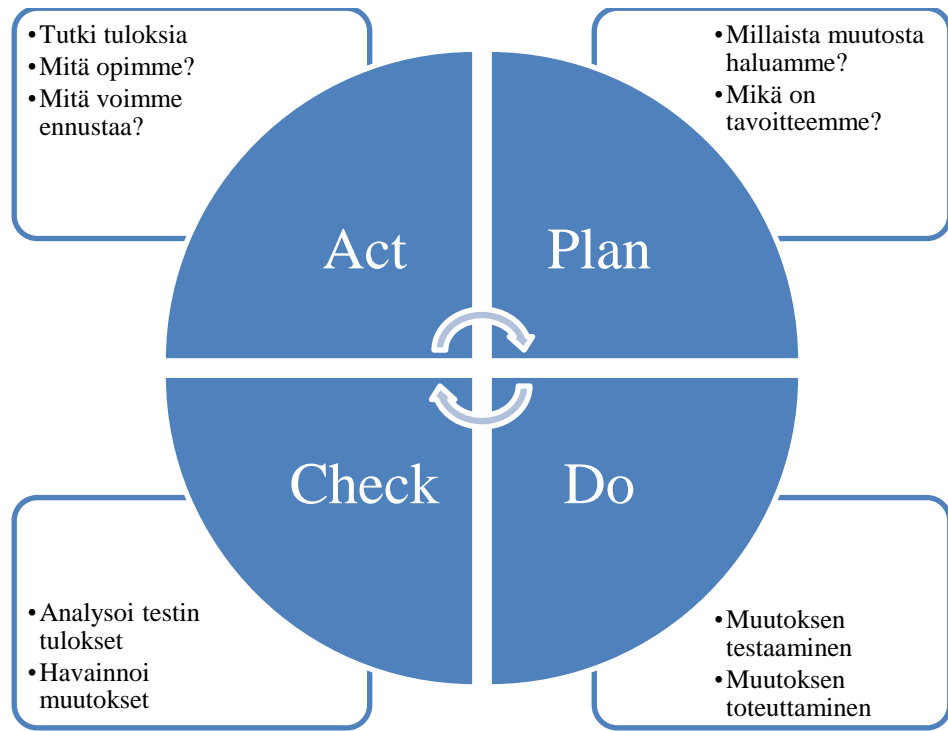 •Tutki tuloksia
•Mitä opimme?
•Mitä voimme
ennustaa?
•Millaista muutosta
haluamme?
•Mikä on
tavoitteemme?
Act
Plan
Check
Do
•Analysoi testin
tulokset
•Havainnoi
muutokset
•Muutoksen
testaaminen
•Muutoksen
toteuttaminen